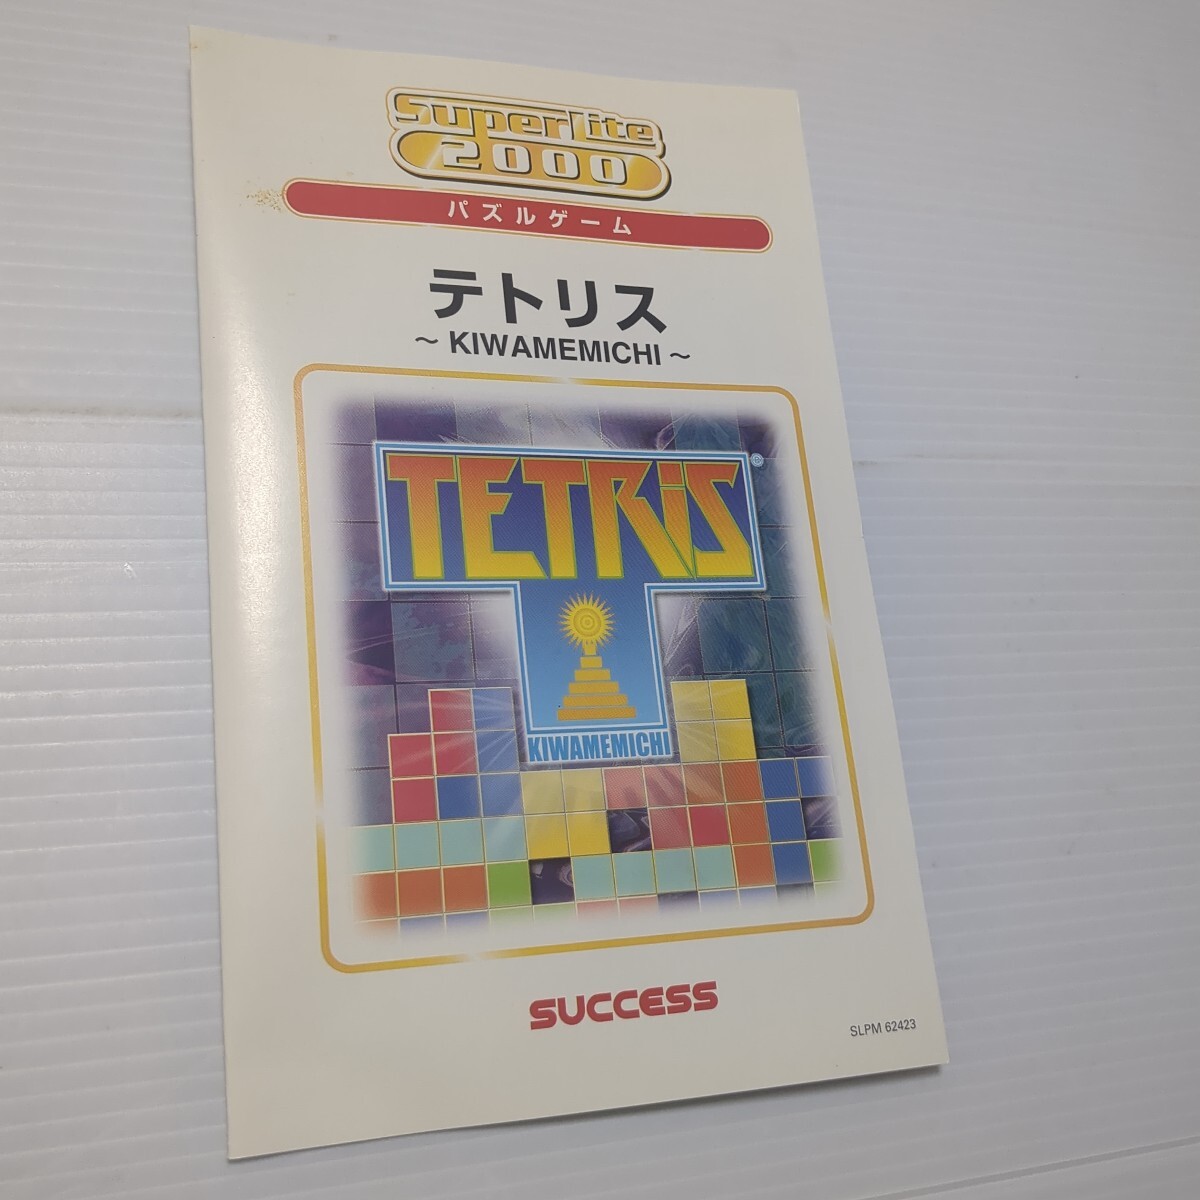 SuperLite
2000
パズルゲーム
テトリス
～KIWAMEMICHI～
TETRiS®
KIWAMEMICHI
SUCCESS
SLPM 62423